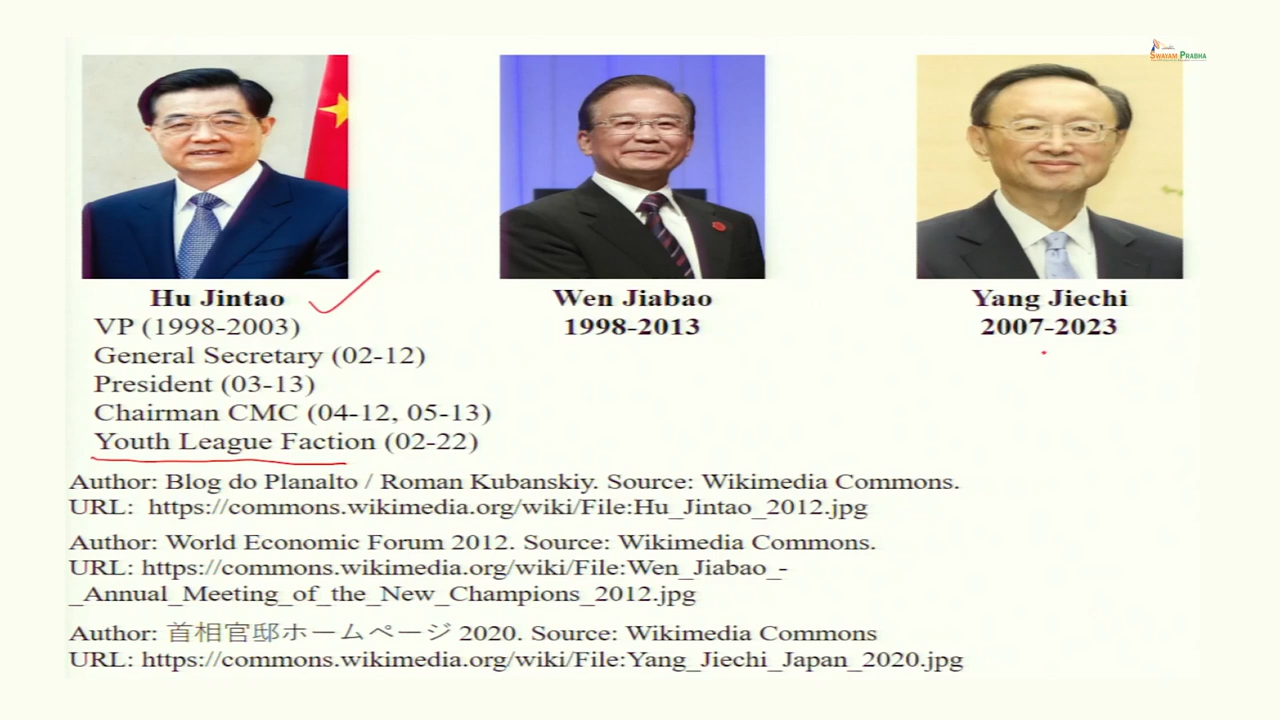 SWAYAM PRABHA
Hu Jintao
VP (1998-2003)
General Secretary (02-12)
President (03-13)
Chairman CMC (04-12, 05-13)
Youth League Faction (02-22)
Wen Jiabao
1998-2013
Yang Jiechi
2007-2023
Author: Blog do Planalto / Roman Kubanskiy. Source: Wikimedia Commons.
URL: https://commons.wikimedia.org/wiki/File:Hu_Jintao_2012.jpg
Author: World Economic Forum 2012. Source: Wikimedia Commons.
URL: https://commons.wikimedia.org/wiki/File:Wen_Jiabao_-
_Annual_Meeting_of_the_New_Champions_2012.jpg
Author: 首相官邸ホームページ 2020. Source: Wikimedia Commons
URL: https://commons.wikimedia.org/wiki/File:Yang_Jiechi_Japan_2020.jpg